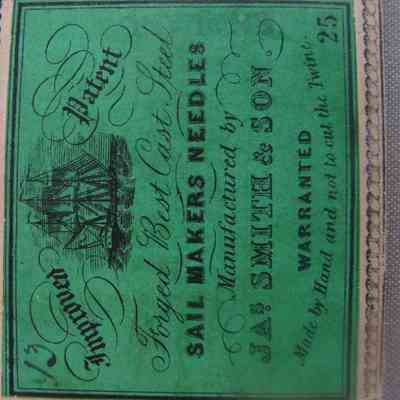 13
Improved Patent
Forged Best Cast Steel
SAIL MAKERS NEEDLES
Manufactured by
JAS. SMITH & SON
WARRANTED
Made by Hand and not to cut the Twine.
25